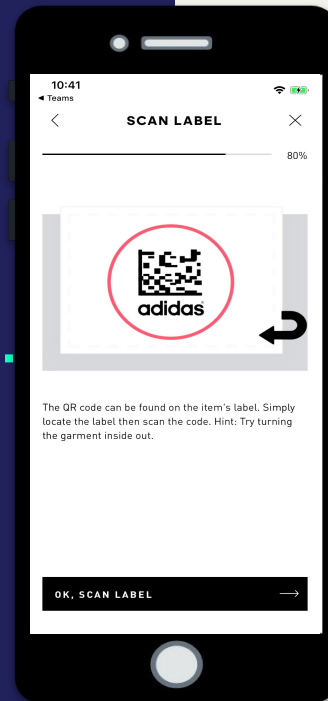 10:41
◄ Teams
SCAN LABEL
80%
adidas
The QR code can be found on the item's label. Simply
locate the label then scan the code. Hint: Try turning
the garment inside out.
OK, SCAN LABEL